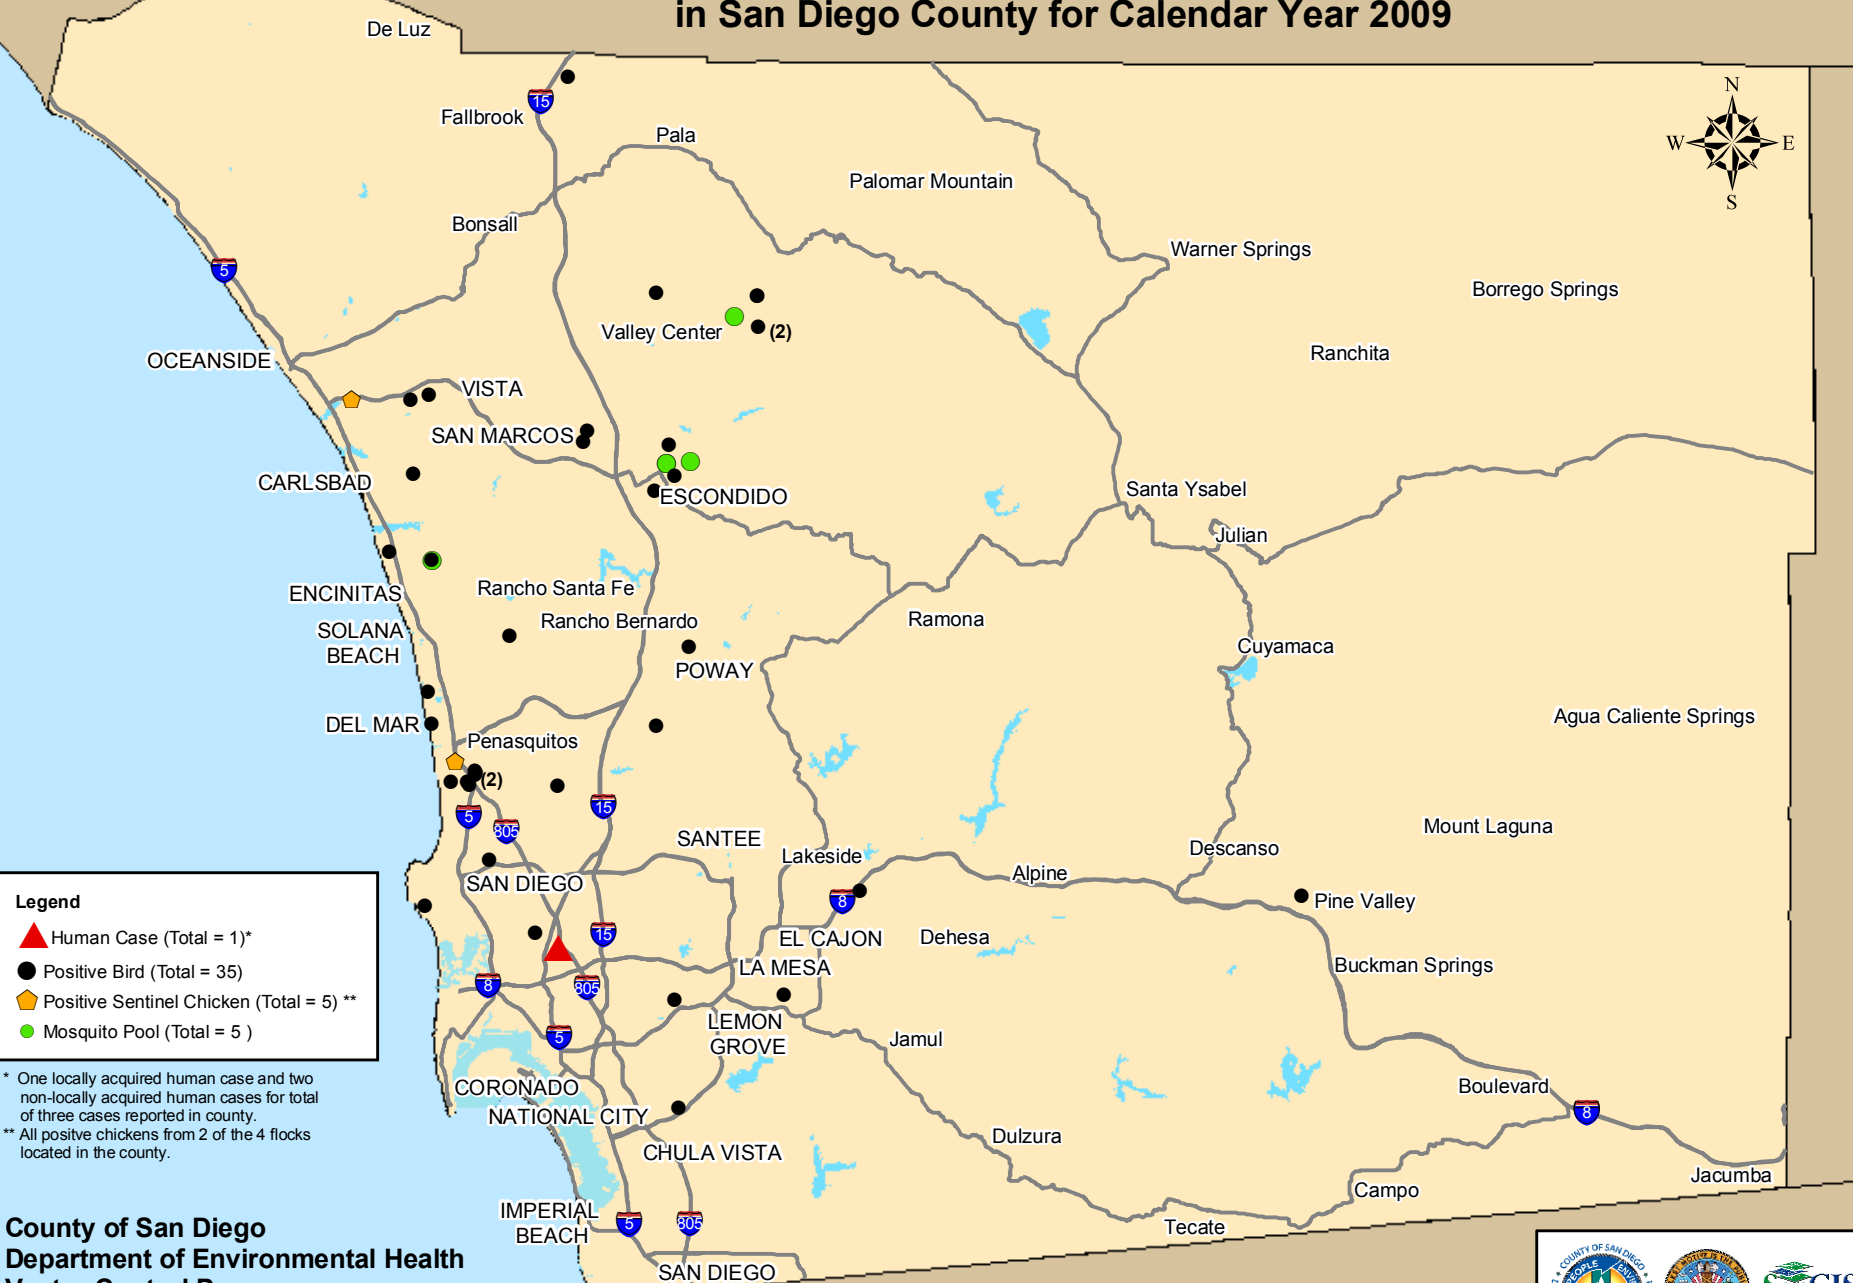 in San Diego County for Calendar Year 2009
De Luz
15
Fallbrook
Pala
N
W
E
S
Palomar Mountain
Bonsall
Warner Springs
5
Borrego Springs
Valley Center
(2)
Ranchita
OCEANSIDE
VISTA
SAN MARCOS
CARLSBAD
ESCONDIDO
Santa Ysabel
Julian
ENCINITAS
Rancho Santa Fe
Rancho Bernardo
Ramona
SOLANA
BEACH
Cuyamaca
POWAY
Agua Caliente Springs
DEL MAR
Penasquitos
(2)
15
5
805
SANTEE
Mount Laguna
Lakeside
Descanso
Alpine
SAN DIEGO
8
Pine Valley
15
EL CAJON
Dehesa
LA MESA
Buckman Springs
8
805
LEMON
GROVE
5
Jamul
CORONADO
Boulevard
NATIONAL CITY
8
CHULA VISTA
Dulzura
Jacumba
Campo
IMPERIAL
BEACH
5
805
Tecate
SAN DIEGO
Legend
Human Case (Total = 1)*
Positive Bird (Total = 35)
Positive Sentinel Chicken (Total = 5) **
Mosquito Pool (Total = 5 )
* One locally acquired human case and two
non-locally acquired human cases for total
of three cases reported in county.
** All positve chickens from 2 of the 4 flocks
located in the county.
County of San Diego
Department of Environmental Health
COUNTY OF SAN DIEGO
PEOPLE